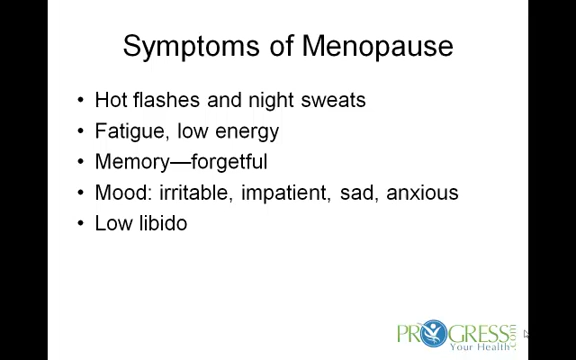 Symptoms of Menopause
• Hot flashes and night sweats
• Fatigue, low energy
• Memory—forgetful
• Mood: irritable, impatient, sad, anxious
• Low libido
PROGRESS
Your Health
.com